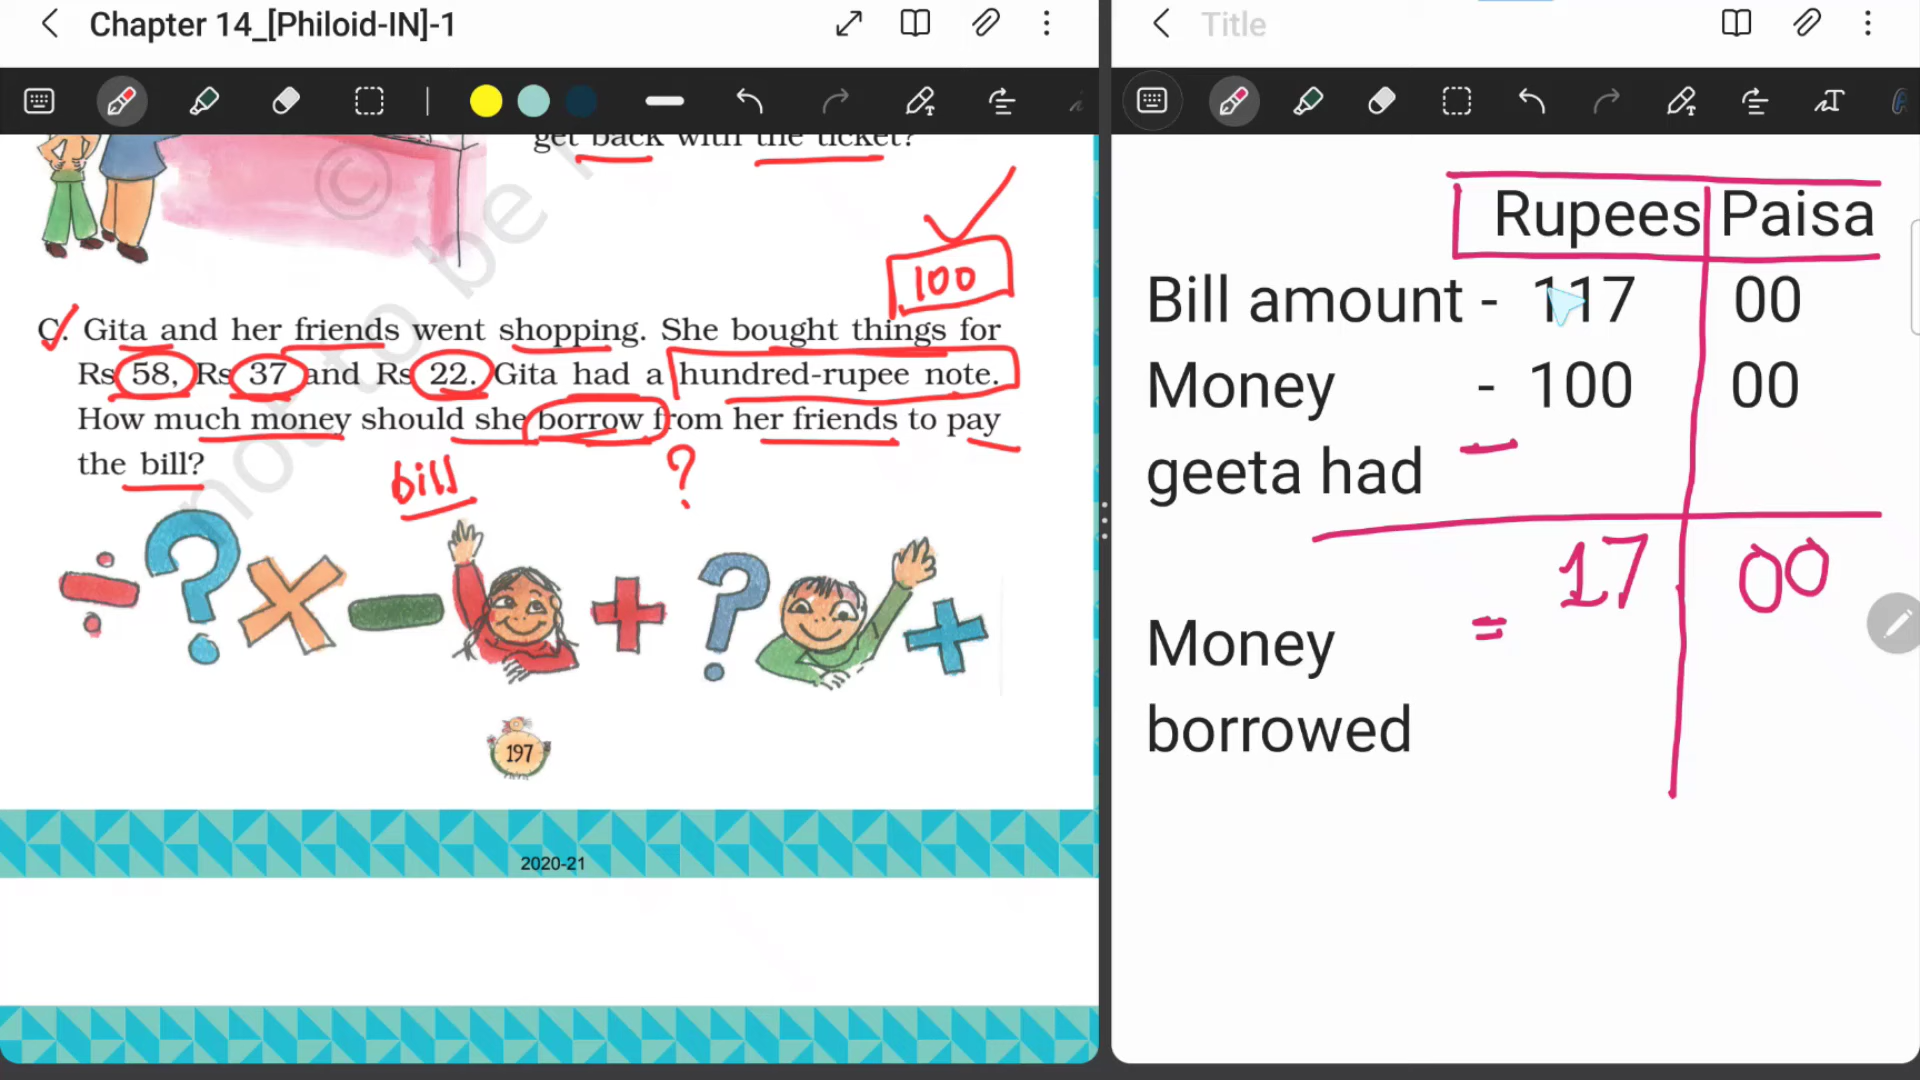 Chapter 14_[Philoid-IN]-1
get back with the ticket?
© not to be r
100
C. Gita and her friends went shopping. She bought things for
Rs 58, Rs 37 and Rs 22. Gita had a hundred-rupee note.
How much money should she borrow from her friends to pay
the bill?
bill ?
197
2020-21
Title
Rupees Paisa
Bill amount - 117 00
Money - 100 00
geeta had
17 00
Money =
borrowed